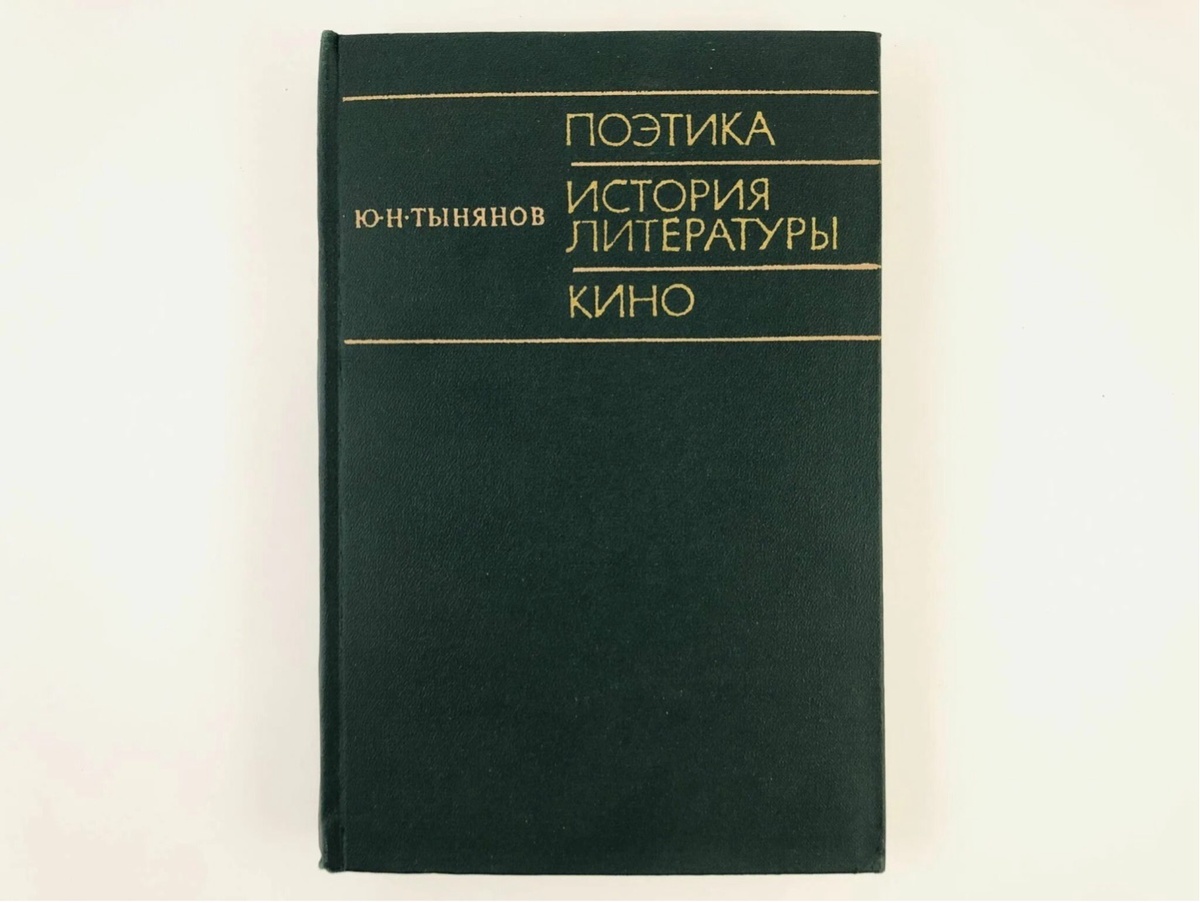 Ю·Н·ТЫНЯНОВ
ПОЭТИКА
ИСТОРИЯ
ЛИТЕРАТУРЫ
КИНО